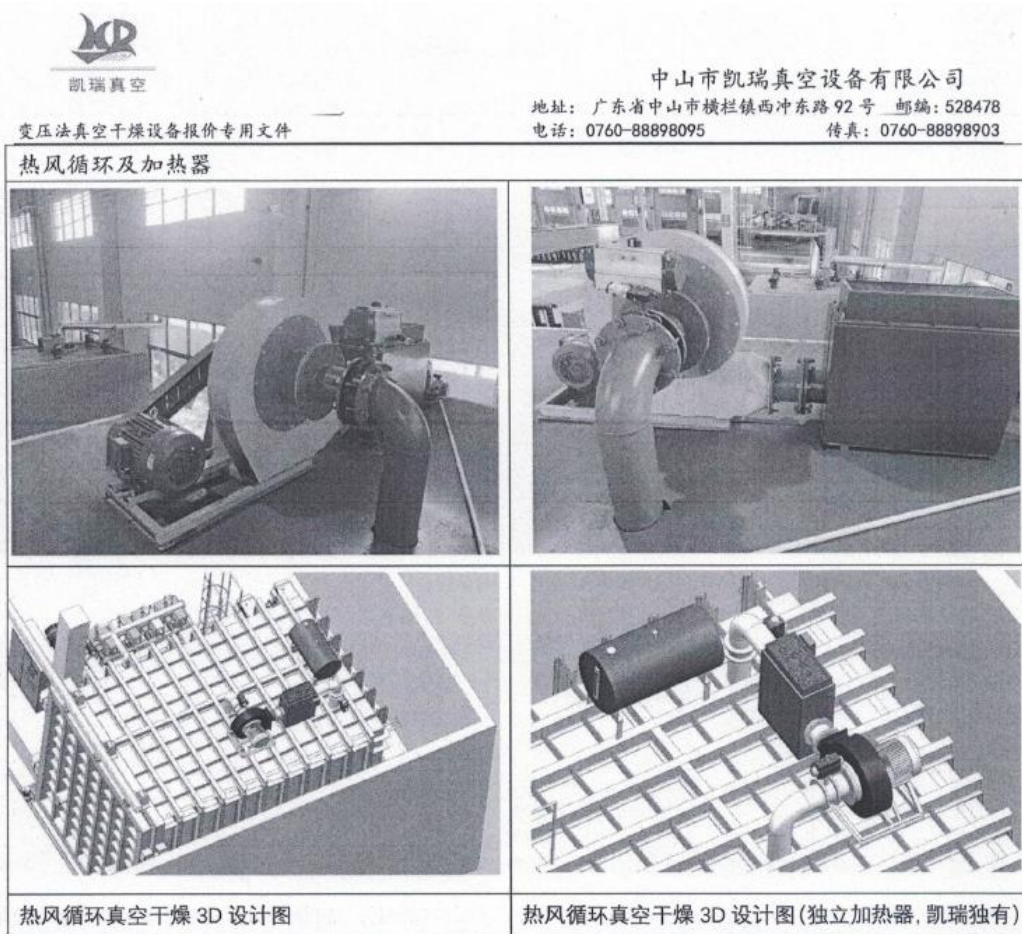 KR
凯瑞真空
中山市凯瑞真空设备有限公司
地址：广东省中山市横栏镇西冲东路 92 号 邮编：528478
变压法真空干燥设备报价专用文件
电话：0760-88898095 传真：0760-88898903
热风循环及加热器
热风循环真空干燥 3D 设计图
热风循环真空干燥 3D 设计图(独立加热器,凯瑞独有)